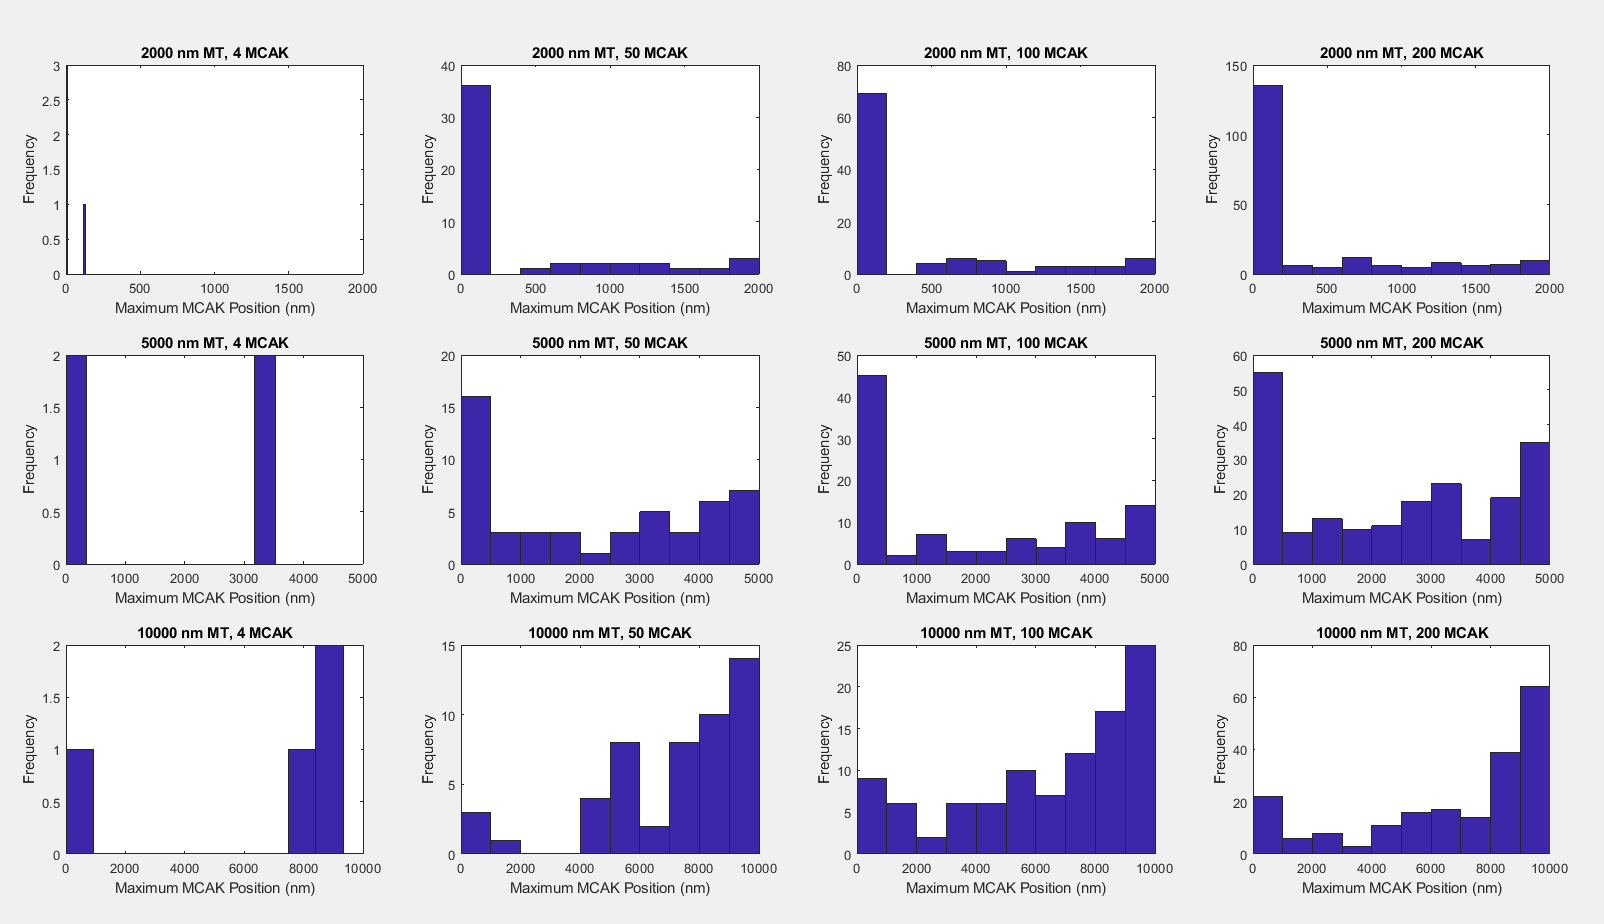 2000 nm MT, 4 MCAK
3
2.5
2
1.5
1
0.5
0
Frequency
0 500 1000 1500 2000
Maximum MCAK Position (nm)
2000 nm MT, 50 MCAK
40
30
20
10
0
Frequency
0 500 1000 1500 2000
Maximum MCAK Position (nm)
2000 nm MT, 100 MCAK
80
60
40
20
0
Frequency
0 500 1000 1500 2000
Maximum MCAK Position (nm)
2000 nm MT, 200 MCAK
150
100
50
0
Frequency
0 500 1000 1500 2000
Maximum MCAK Position (nm)
5000 nm MT, 4 MCAK
2
1.5
1
0.5
0
Frequency
0 1000 2000 3000 4000 5000
Maximum MCAK Position (nm)
5000 nm MT, 50 MCAK
20
15
10
5
0
Frequency
0 1000 2000 3000 4000 5000
Maximum MCAK Position (nm)
5000 nm MT, 100 MCAK
50
40
30
20
10
0
Frequency
0 1000 2000 3000 4000 5000
Maximum MCAK Position (nm)
5000 nm MT, 200 MCAK
60
50
40
30
20
10
0
Frequency
0 1000 2000 3000 4000 5000
Maximum MCAK Position (nm)
10000 nm MT, 4 MCAK
2
1.5
1
0.5
0
Frequency
0 2000 4000 6000 8000 10000
Maximum MCAK Position (nm)
10000 nm MT, 50 MCAK
15
10
5
0
Frequency
0 2000 4000 6000 8000 10000
Maximum MCAK Position (nm)
10000 nm MT, 100 MCAK
25
20
15
10
5
0
Frequency
0 2000 4000 6000 8000 10000
Maximum MCAK Position (nm)
10000 nm MT, 200 MCAK
80
60
40
20
0
Frequency
0 2000 4000 6000 8000 10000
Maximum MCAK Position (nm)